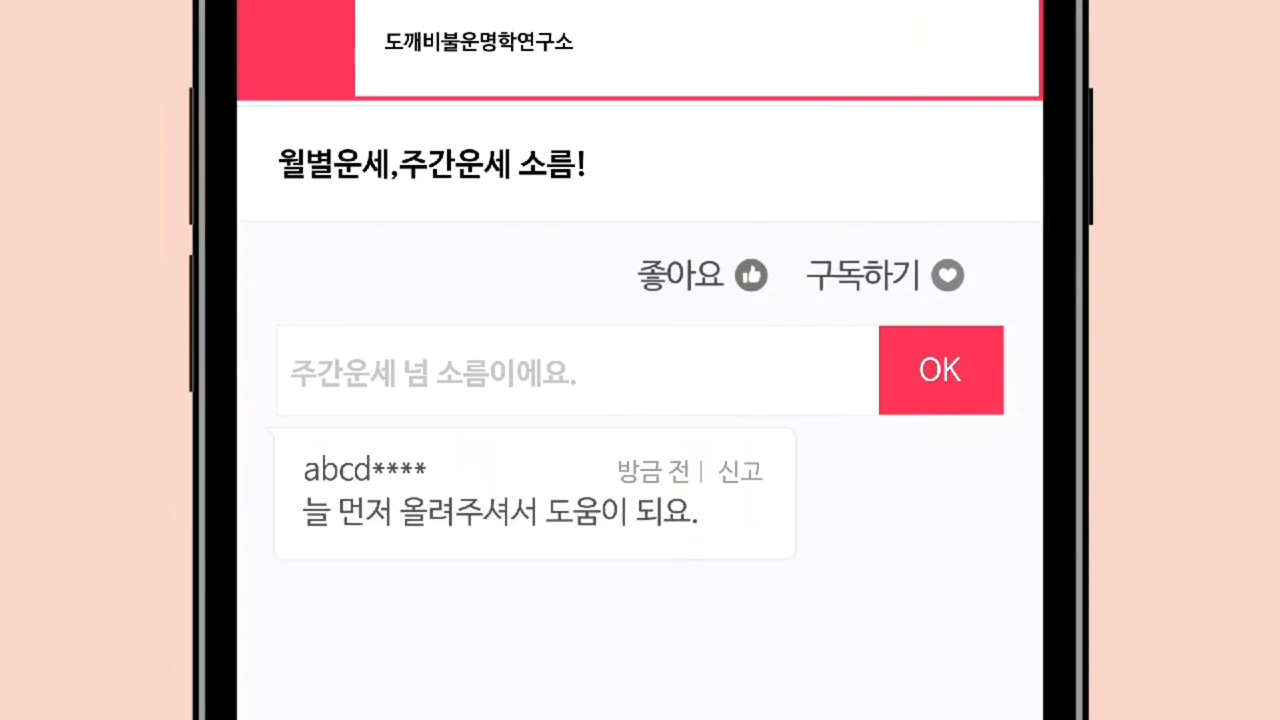 도깨비불운명학연구소
월별운세,주간운세 소름!
좋아요 구독하기
주간운세 넘 소름이에요.
OK
abcd**** 방금 전 | 신고
늘 먼저 올려주셔서 도움이 되요.